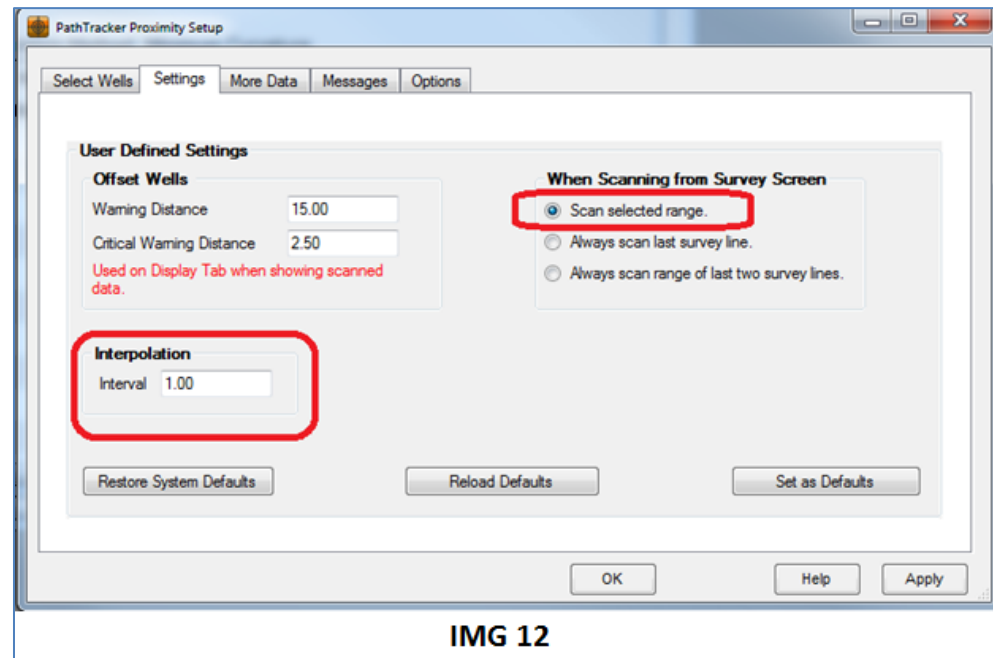 PathTracker Proximity Setup
Select Wells Settings More Data Messages Options
User Defined Settings
Offset Wells
Warning Distance 15.00
Critical Warning Distance 2.50
Used on Display Tab when showing scanned
data.
When Scanning from Survey Screen
Scan selected range.
Always scan last survey line.
Always scan range of last two survey lines.
Interpolation
Interval 1.00
Restore System Defaults Reload Defaults Set as Defaults
OK Help Apply
IMG 12